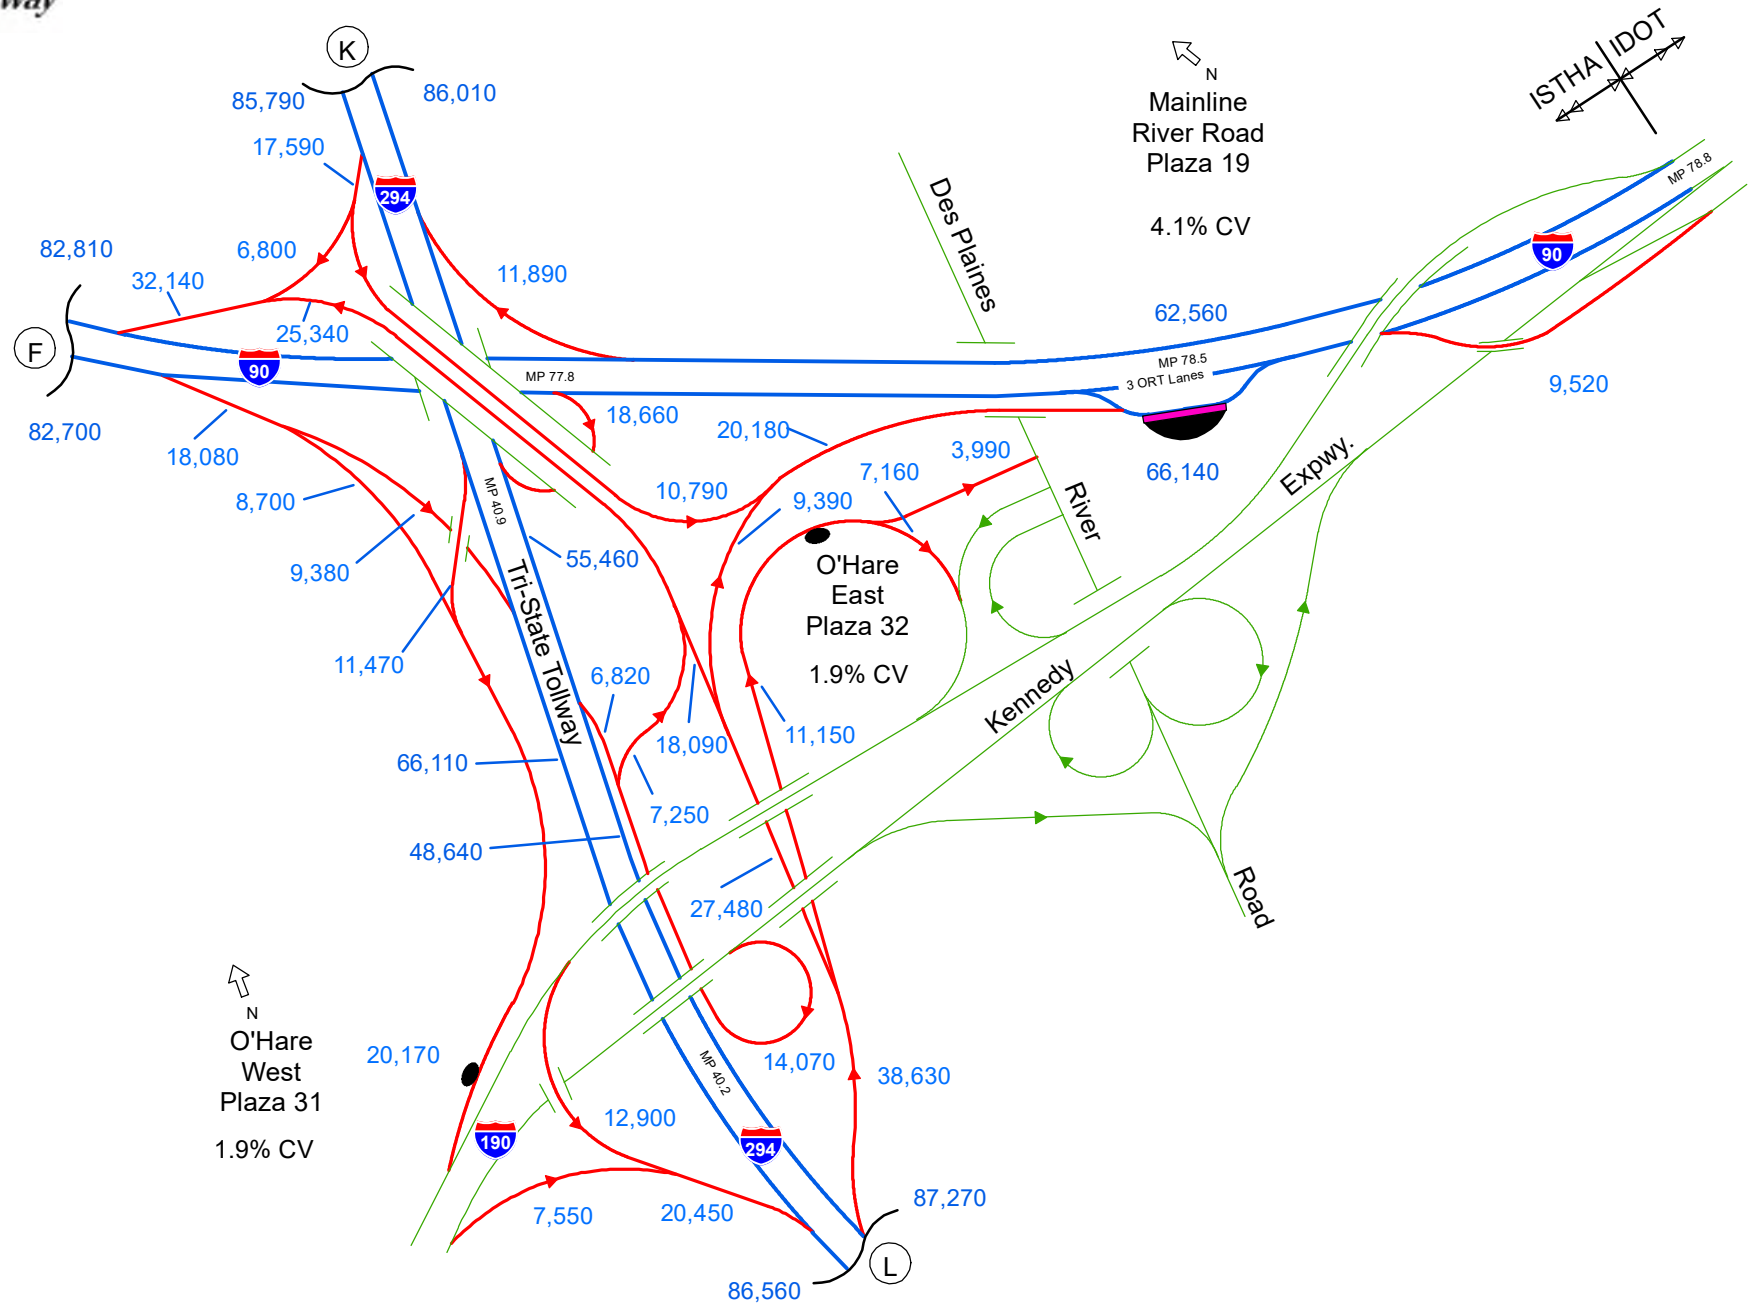 way
K
85,790
86,010
17,590
294
6,800
11,890
82,810
32,140
25,340
F
90
82,700
18,080
8,700
9,380
11,470
MP 77.8
18,660
20,180
10,790
9,390
7,160
3,990
Des Plaines
N
Mainline
River Road
Plaza 19
4.1% CV
62,560
MP 78.5
3 ORT Lanes
66,140
ISTHA
IDOT
MP 78.8
90
9,520
River
Expwy.
Kennedy
Road
O'Hare
East
Plaza 32
1.9% CV
MP 40.9
55,460
Tri-State Tollway
6,820
18,090
11,150
66,110
7,250
48,640
27,480
N
O'Hare
West
Plaza 31
1.9% CV
20,170
14,070
38,630
MP 40.2
12,900
190
294
7,550
20,450
87,270
L
86,560